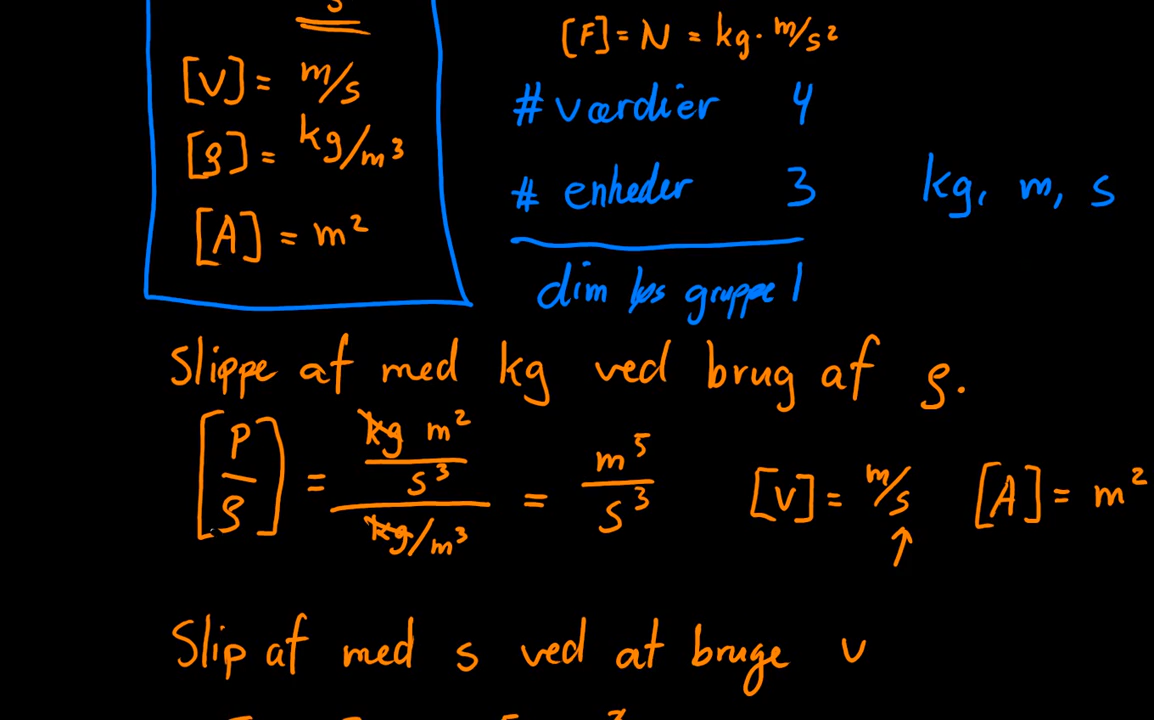 s
[F] = N = kg · m/s²
[v] = m/s
# værdier 4
[ρ] = kg/m³
# enheder 3 kg, m, s
[A] = m²
dim løs gruppe 1
Slippe af med kg ved brug af ρ.
[P/ρ] = (kg m²/s³)/(kg/m³) = m⁵/s³ [v] = m/s [A] = m²
↑
Slip af med s ved at bruge v